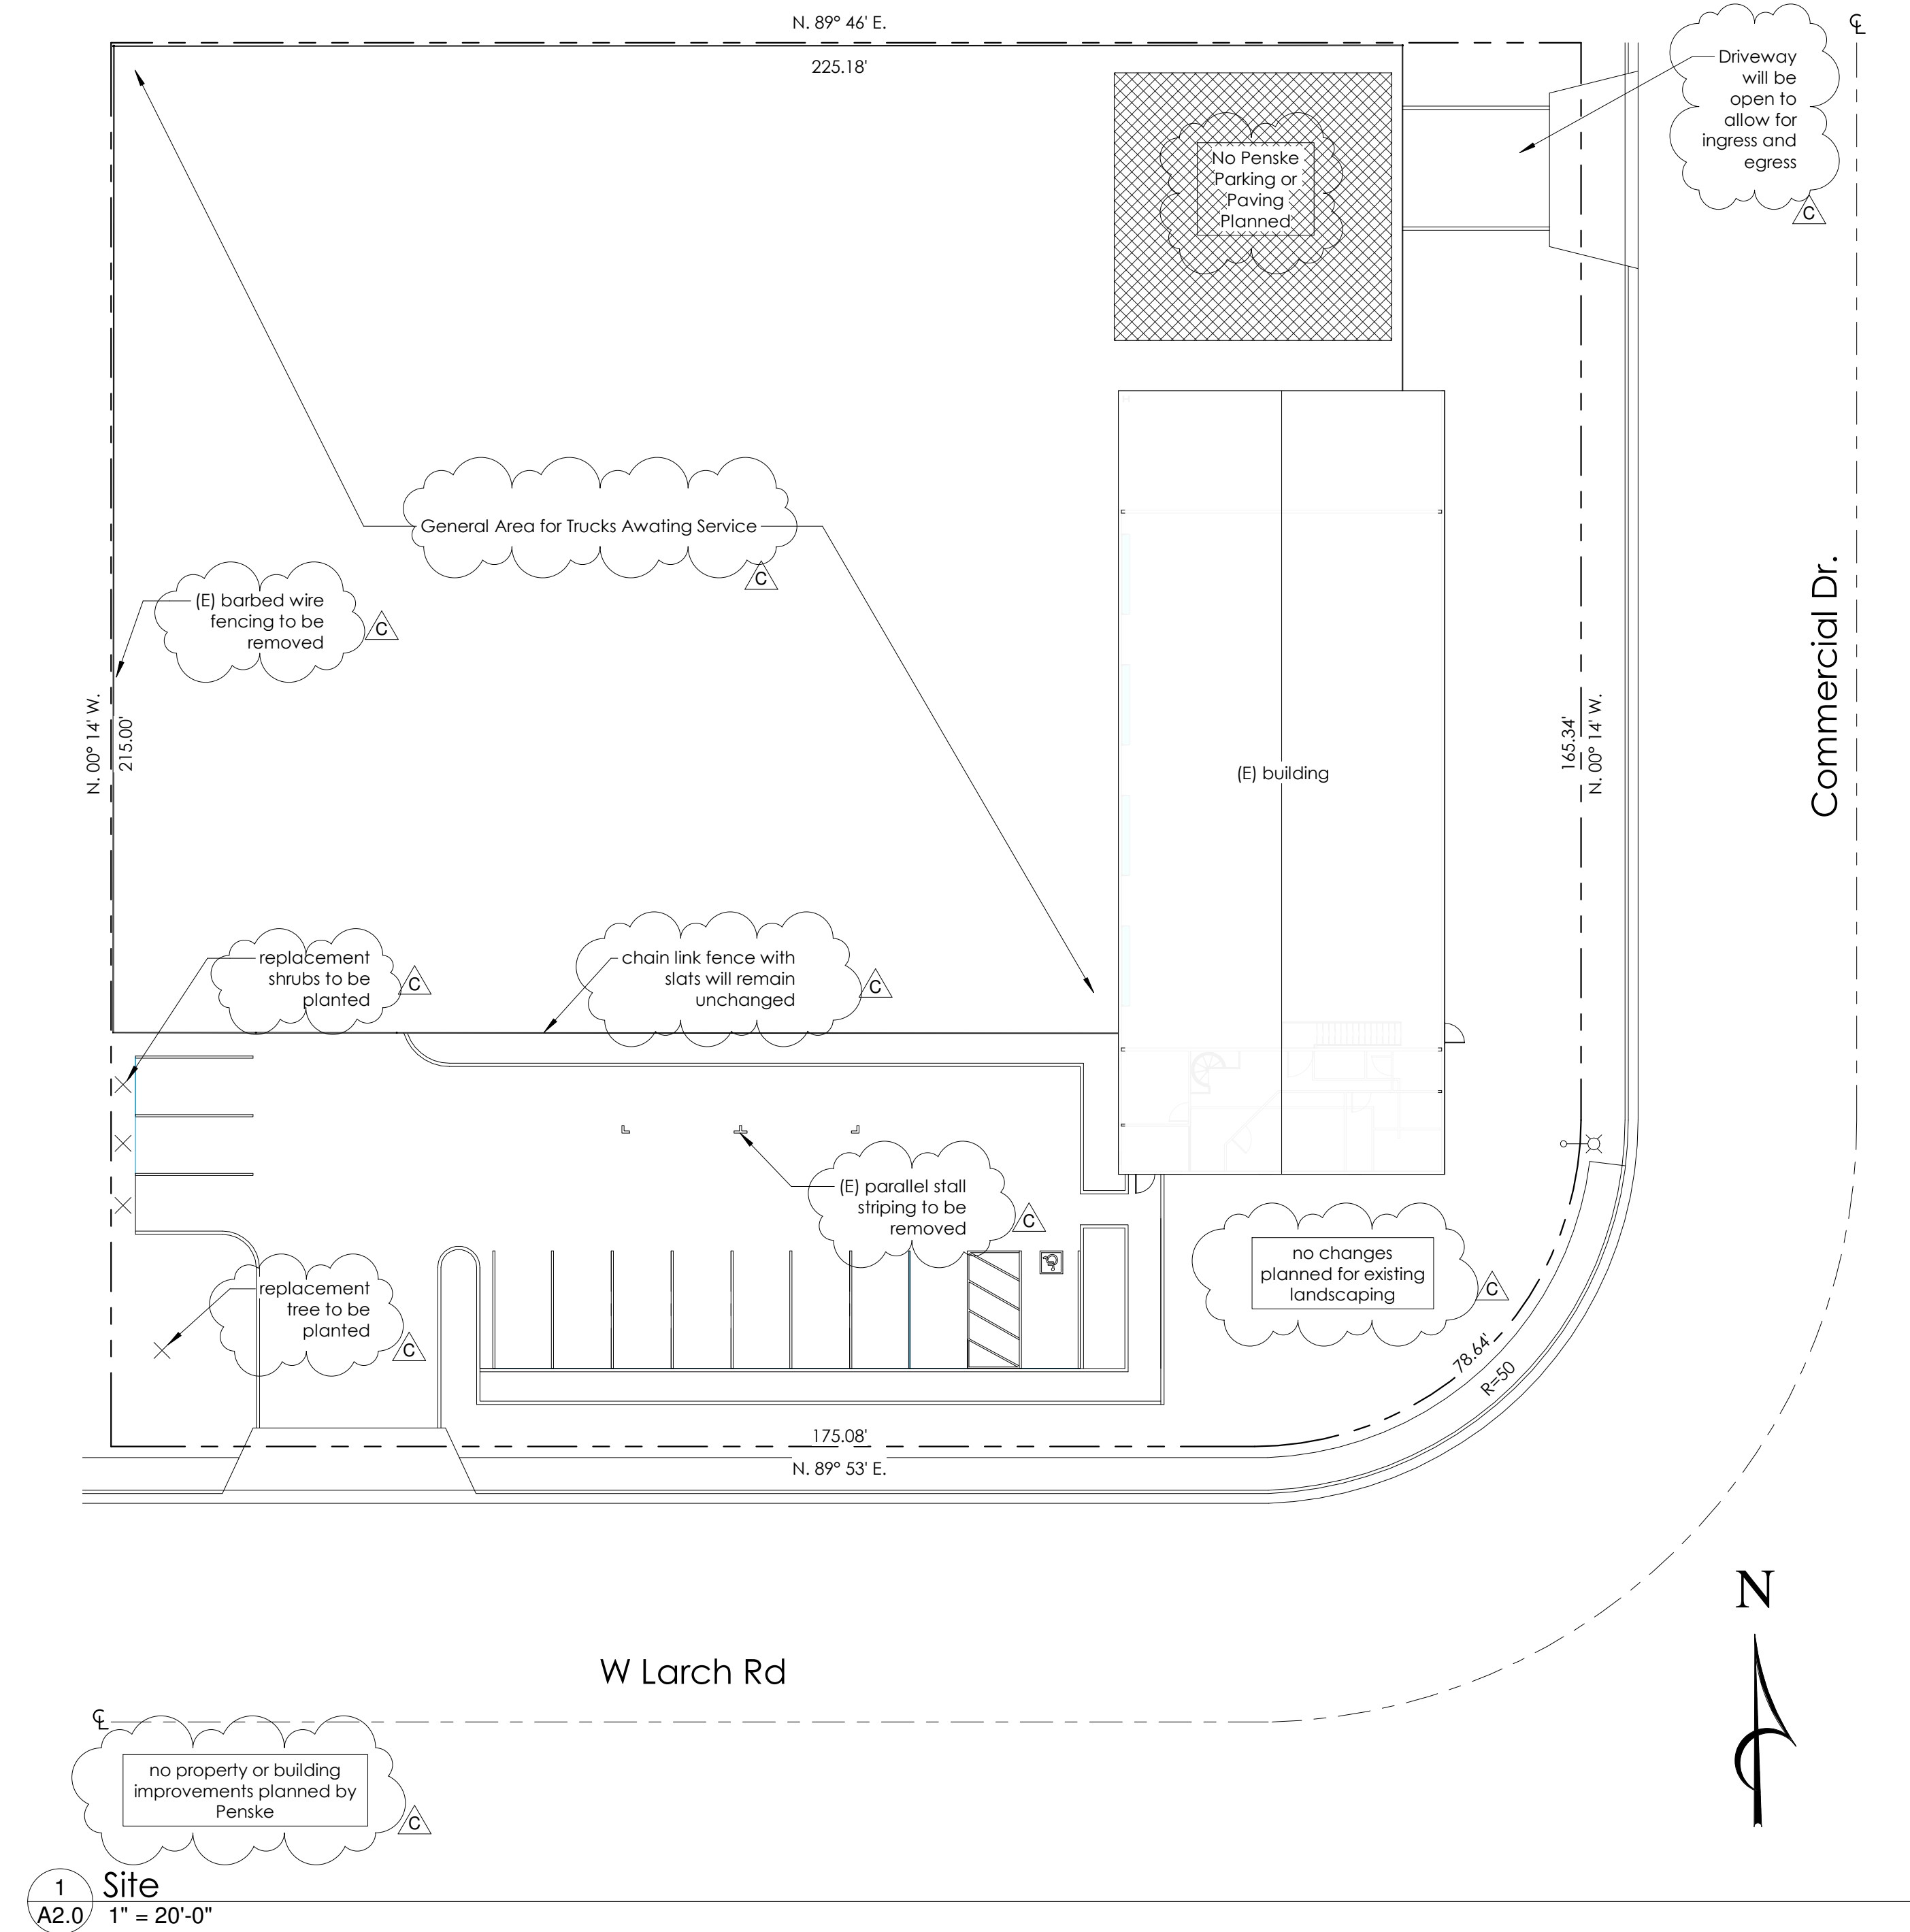 N. 89° 46' E.
225.18'
℄
Driveway
will be
open to
allow for
ingress and
egress
C
No Penske
Parking or
Paving
Planned
General Area for Trucks Awating Service
C
(E) barbed wire
fencing to be
removed
C
N. 00° 14' W.
215.00'
(E) building
165.34'
N. 00° 14' W.
Commercial Dr.
replacement
shrubs to be
planted
C
chain link fence with
slats will remain
unchanged
C
(E) parallel stall
striping to be
removed
C
no changes
planned for existing
landscaping
C
replacement
tree to be
planted
C
78.64'
R=50
175.08'
N. 89° 53' E.
N
W Larch Rd
℄
no property or building
improvements planned by
Penske
C
1
Site
A2.0
1" = 20'-0"